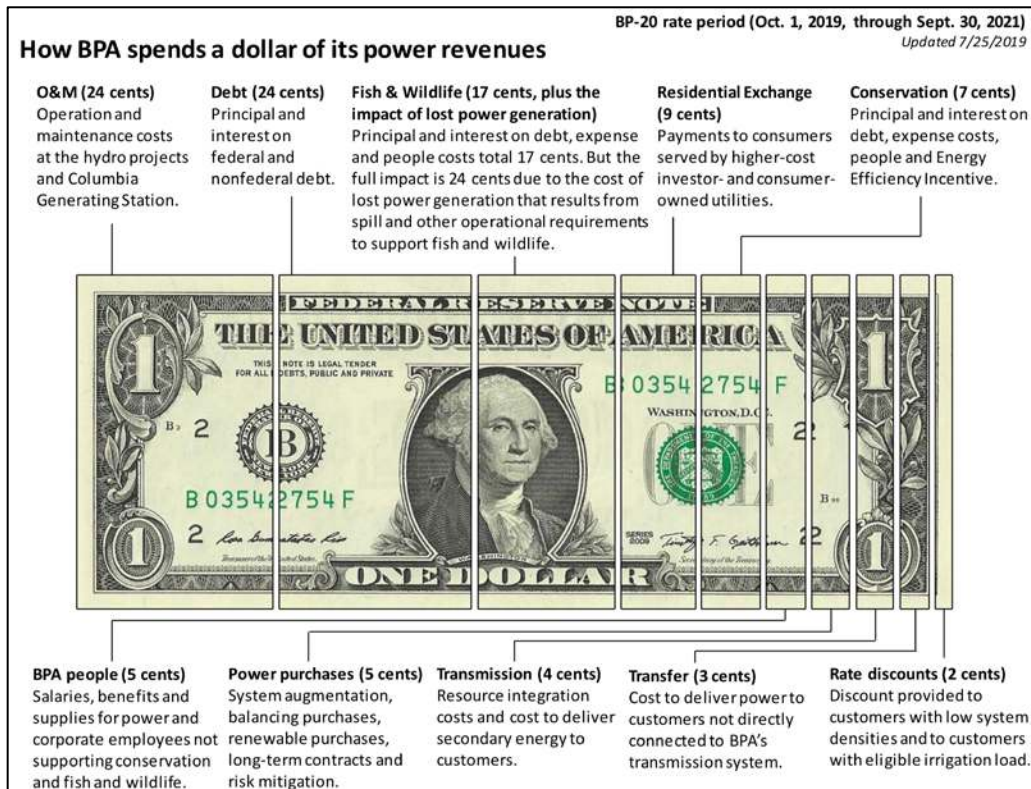 BP-20 rate period (Oct. 1, 2019, through Sept. 30, 2021)
Updated 7/25/2019
How BPA spends a dollar of its power revenues
O&M (24 cents)
Operation and
maintenance costs
at the hydro projects
and Columbia
Generating Station.
Debt (24 cents)
Principal and
interest on
federal and
nonfederal debt.
Fish & Wildlife (17 cents, plus the
impact of lost power generation)
Principal and interest on debt, expense
and people costs total 17 cents. But the
full impact is 24 cents due to the cost of
lost power generation that results from
spill and other operational requirements
to support fish and wildlife.
Residential Exchange
(9 cents)
Payments to consumers
served by higher-cost
investor- and consumer-
owned utilities.
Conservation (7 cents)
Principal and interest on
debt, expense costs,
people and Energy
Efficiency Incentive.
FEDERAL RESERVE NOTE
THE UNITED STATES OF AMERICA
THIS NOTE IS LEGAL TENDER
FOR ALL DEBTS, PUBLIC AND PRIVATE
B 03542754 F
WASHINGTON, D.C.
1
1
2
2
B
ONE
B 03542754 F
2
2
SERIES
2009
1
1
ONE DOLLAR
BPA people (5 cents)
Salaries, benefits and
supplies for power and
corporate employees not
supporting conservation
and fish and wildlife.
Power purchases (5 cents)
System augmentation,
balancing purchases,
renewable purchases,
long-term contracts and
risk mitigation.
Transmission (4 cents)
Resource integration
costs and cost to deliver
secondary energy to
customers.
Transfer (3 cents)
Cost to deliver power to
customers not directly
connected to BPA's
transmission system.
Rate discounts (2 cents)
Discount provided to
customers with low system
densities and to customers
with eligible irrigation load.